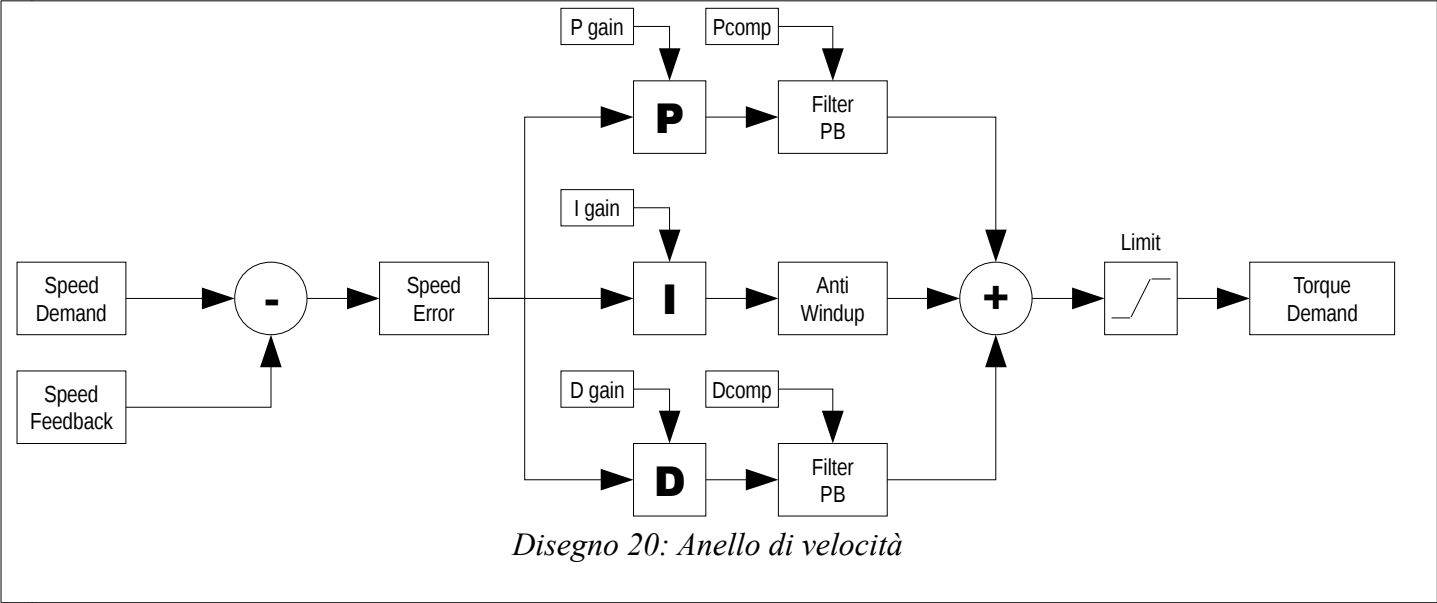 P gain
Pcomp
P
Filter
PB
I gain
Limit
Speed
Demand
-
Speed
Error
I
Anti
Windup
+
Torque
Demand
Speed
Feedback
D gain
Dcomp
D
Filter
PB
Disegno 20: Anello di velocità